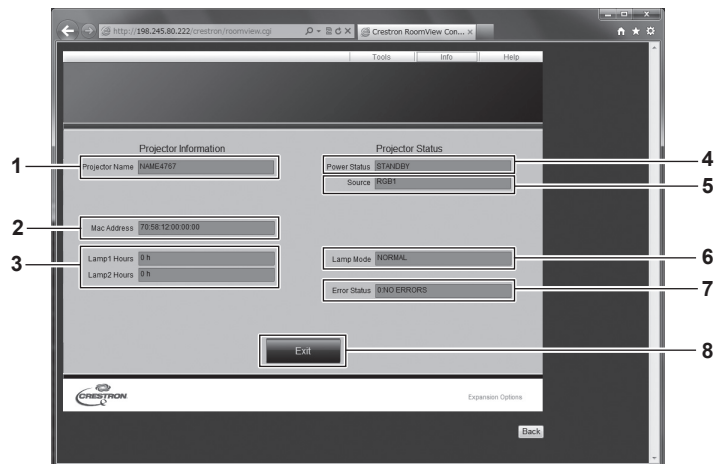 http://198.245.80.222/crestron/roomview.cgi
Crestron RoomView Con...
Tools Info Help
Projector Information
Projector Status
1
Projector Name NAME4767
Power Status STANDBY
4
Source RGB1
5
2
Mac Address 70:58:12:00:00:00
3
Lamp1 Hours 0 h
Lamp2 Hours 0 h
Lamp Mode NORMAL
6
Error Status 0:NO ERRORS
7
Exit
8
CRESTRON
Expansion Options
Back